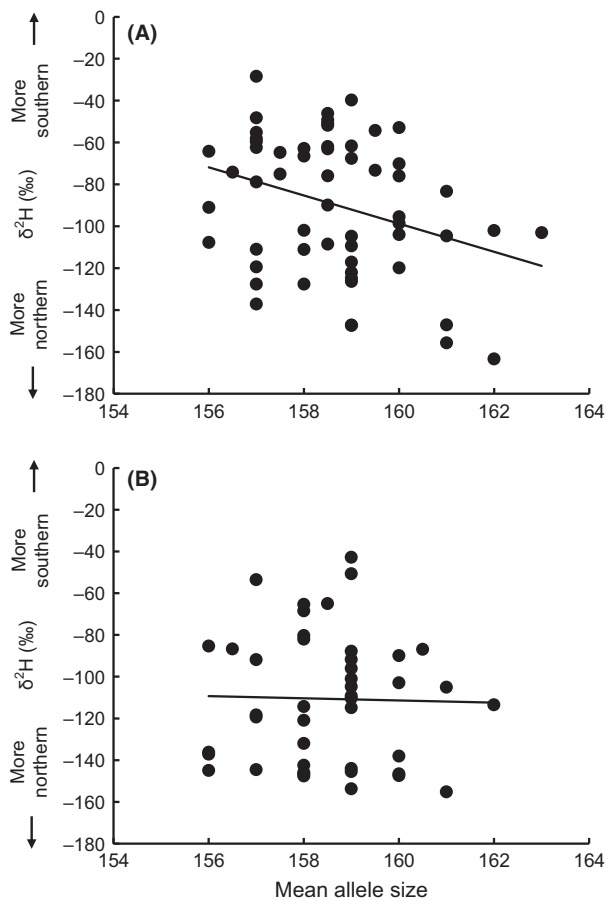 (A)
More southern
δ²H (‰)
More northern
0
–20
–40
–60
–80
–100
–120
–140
–160
–180
154 156 158 160 162 164
(B)
More southern
δ²H (‰)
More northern
0
–20
–40
–60
–80
–100
–120
–140
–160
–180
154 156 158 160 162 164
Mean allele size